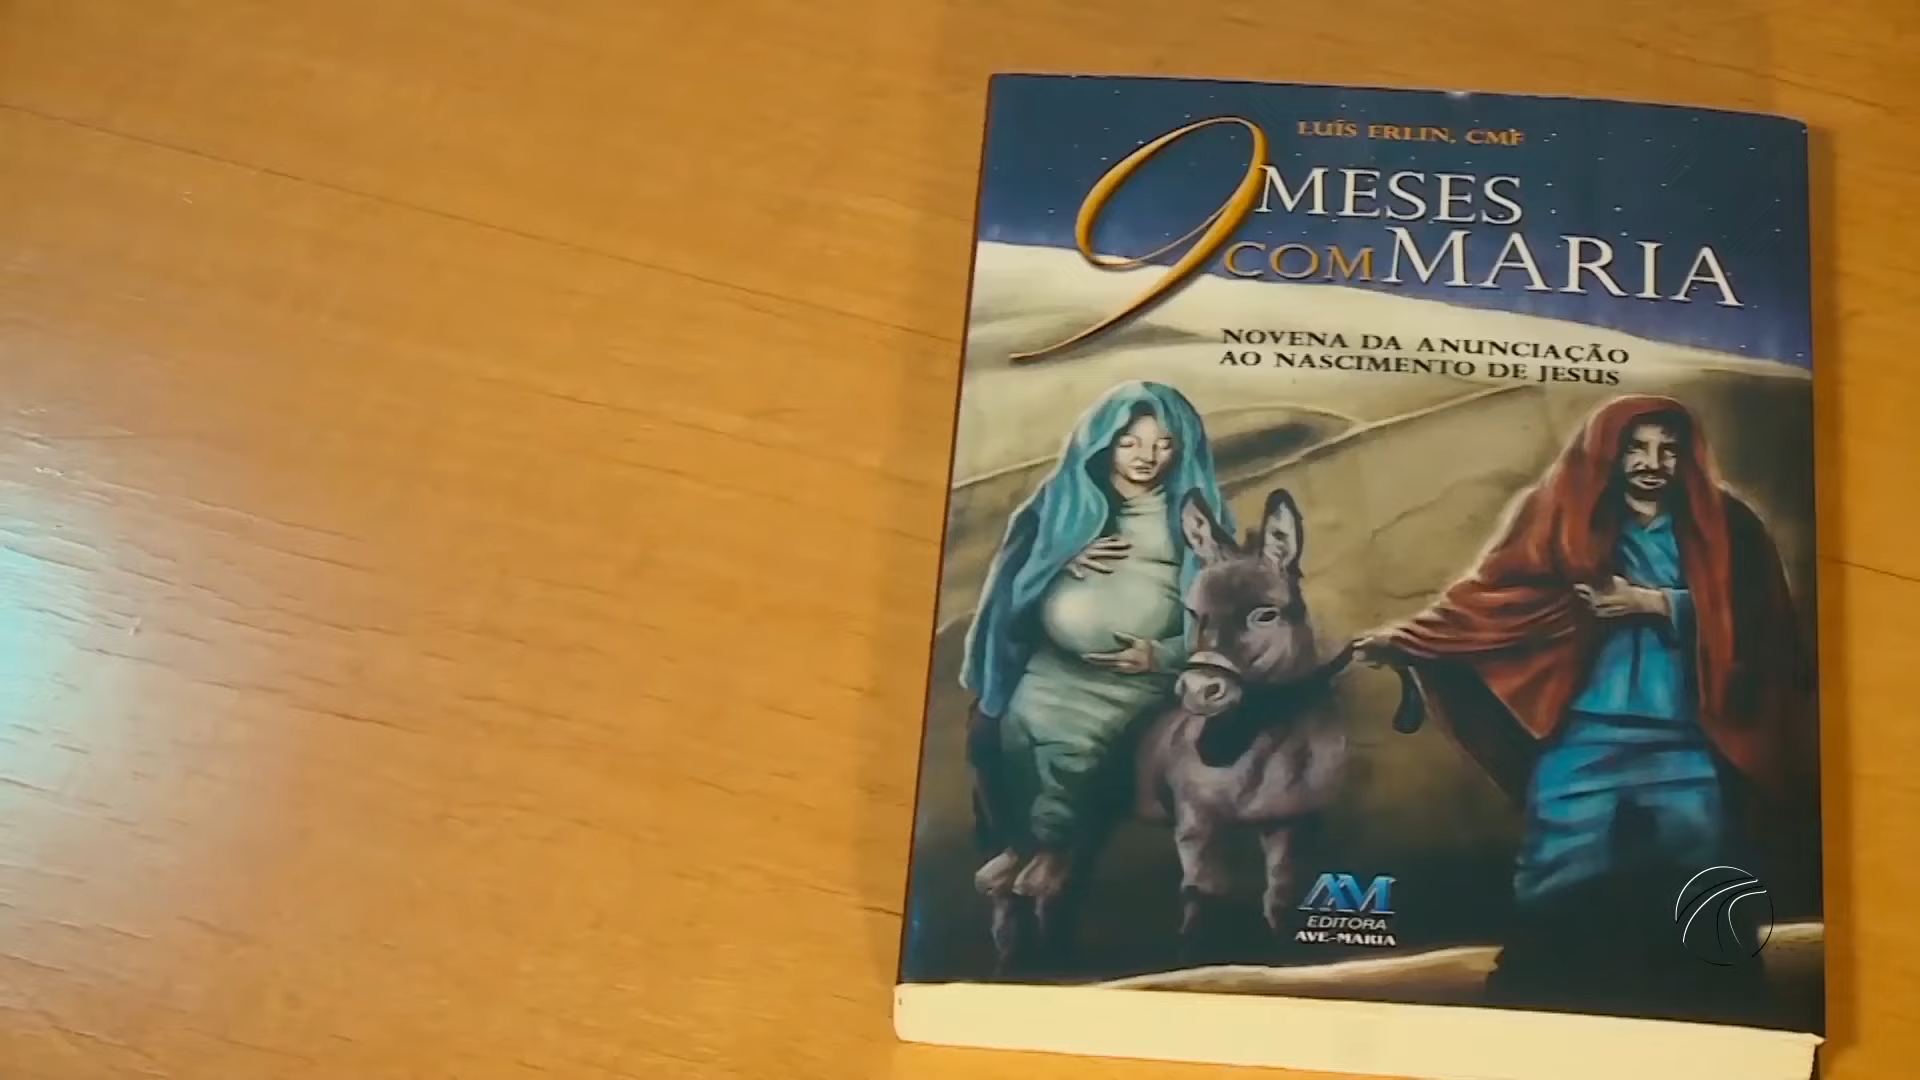 LUÍS ERLIN, CMF
9 MESES
COM MARIA
NOVENA DA ANUNCIAÇÃO
AO NASCIMENTO DE JESUS
AM
EDITORA
AVE-MARIA